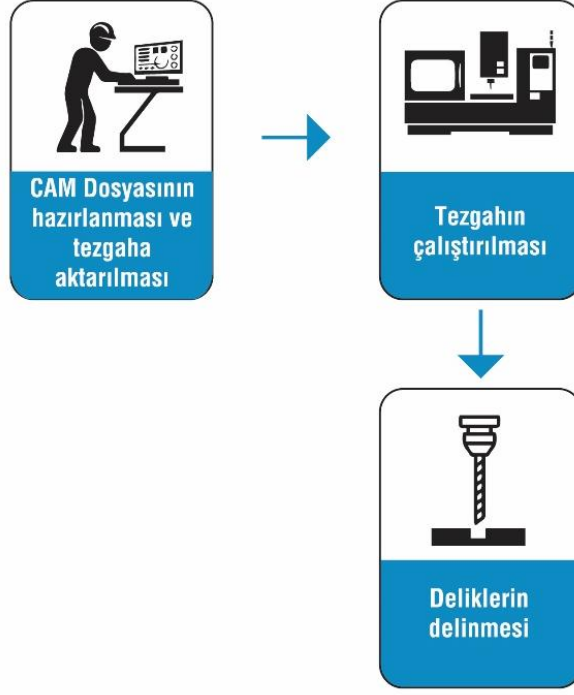 CAM Dosyasının
hazırlanması ve
tezgaha
aktarılması
Tezgahın
çalıştırılması
Deliklerin
delinmesi